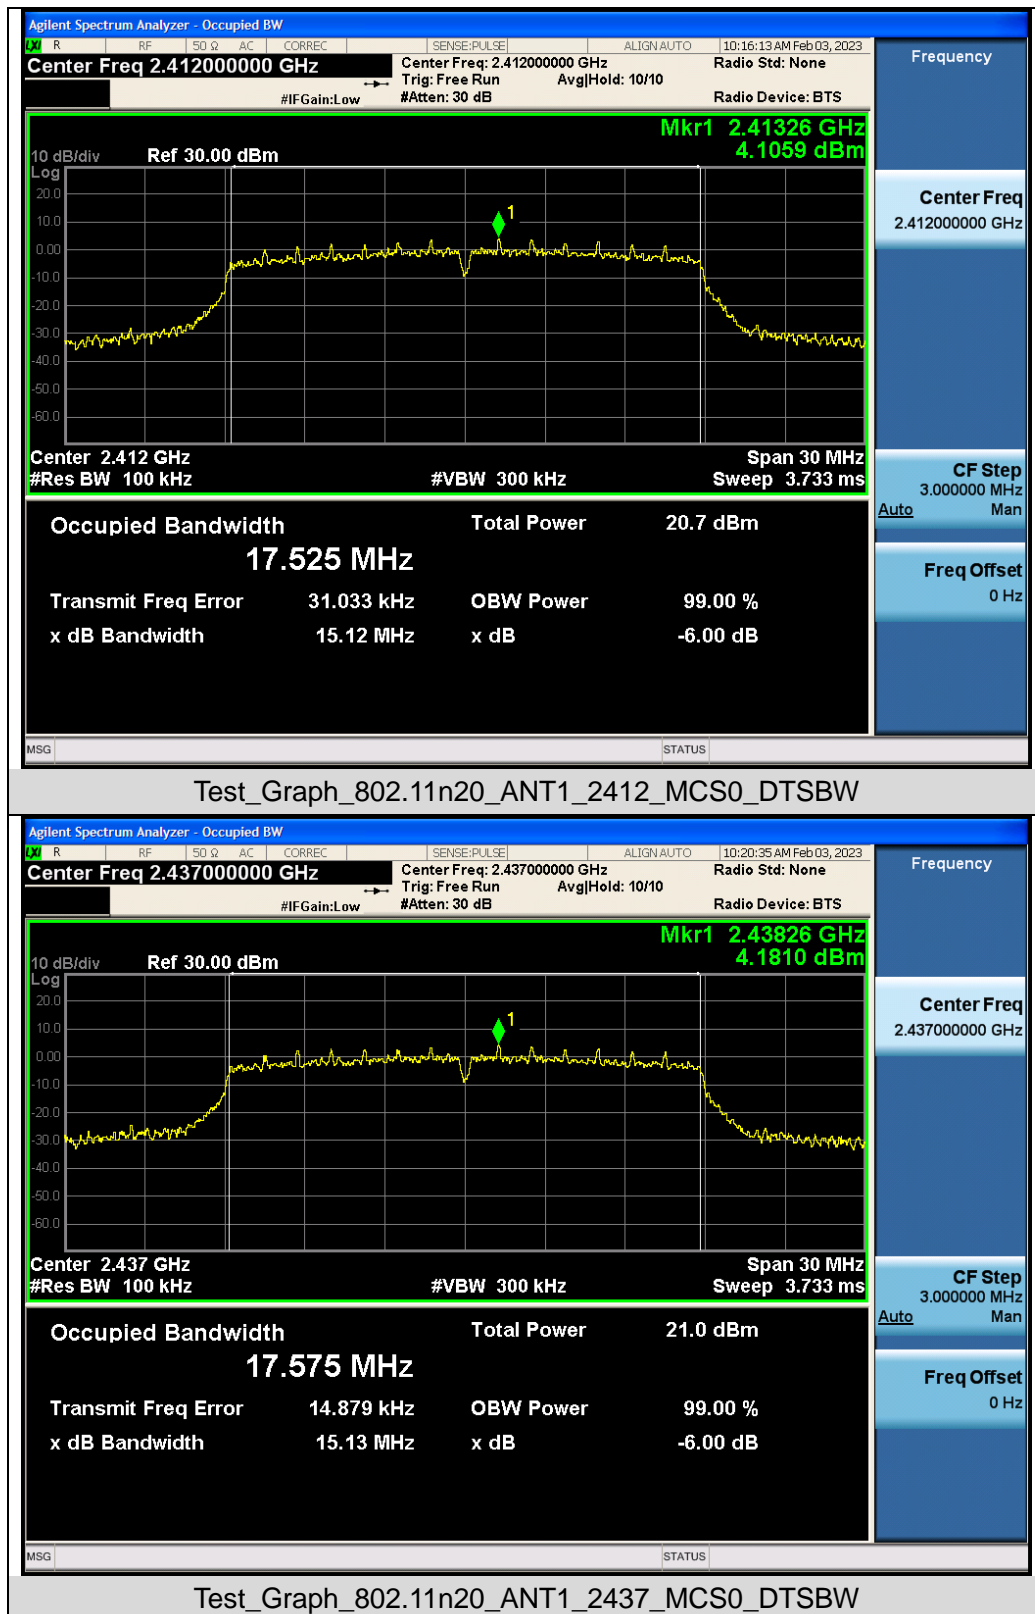 Agilent Spectrum Analyzer - Occupied BW
LXI R RF 50 Ω AC CORREC SENSE:PULSE ALIGN AUTO 10:16:13 AM Feb 03, 2023
Center Freq 2.412000000 GHz Center Freq: 2.412000000 GHz Radio Std: None
Trig: Free Run Avg|Hold: 10/10
#IFGain:Low #Atten: 30 dB Radio Device: BTS
Frequency
Mkr1 2.41326 GHz
4.1059 dBm
10 dB/div Ref 30.00 dBm
Log
20.0
10.0
0.00
-10.0
-20.0
-30.0
-40.0
-50.0
-60.0
1
Center 2.412 GHz Span 30 MHz
#Res BW 100 kHz #VBW 300 kHz Sweep 3.733 ms
Occupied Bandwidth Total Power 20.7 dBm
17.525 MHz
Transmit Freq Error 31.033 kHz OBW Power 99.00 %
x dB Bandwidth 15.12 MHz x dB -6.00 dB
Center Freq
2.412000000 GHz
CF Step
3.000000 MHz
Auto Man
Freq Offset
0 Hz
MSG STATUS
Test_Graph_802.11n20_ANT1_2412_MCS0_DTSBW
Agilent Spectrum Analyzer - Occupied BW
LXI R RF 50 Ω AC CORREC SENSE:PULSE ALIGN AUTO 10:20:35 AM Feb 03, 2023
Center Freq 2.437000000 GHz Center Freq: 2.437000000 GHz Radio Std: None
Trig: Free Run Avg|Hold: 10/10
#IFGain:Low #Atten: 30 dB Radio Device: BTS
Frequency
Mkr1 2.43826 GHz
4.1810 dBm
10 dB/div Ref 30.00 dBm
Log
20.0
10.0
0.00
-10.0
-20.0
-30.0
-40.0
-50.0
-60.0
1
Center 2.437 GHz Span 30 MHz
#Res BW 100 kHz #VBW 300 kHz Sweep 3.733 ms
Occupied Bandwidth Total Power 21.0 dBm
17.575 MHz
Transmit Freq Error 14.879 kHz OBW Power 99.00 %
x dB Bandwidth 15.13 MHz x dB -6.00 dB
Center Freq
2.437000000 GHz
CF Step
3.000000 MHz
Auto Man
Freq Offset
0 Hz
MSG STATUS
Test_Graph_802.11n20_ANT1_2437_MCS0_DTSBW